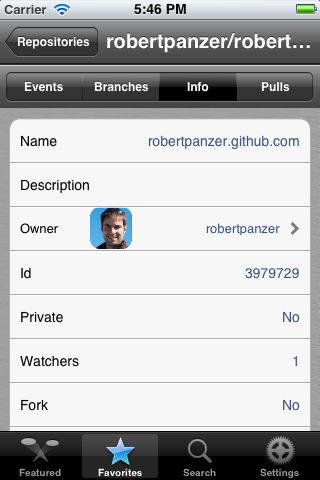 Carrier 5:46 PM
Repositories robertpanzer/robert...
Events Branches Info Pulls
Name robertpanzer.github.com
Description
Owner robertpanzer
Id 3979729
Private No
Watchers 1
Fork No
Featured Favorites Search Settings